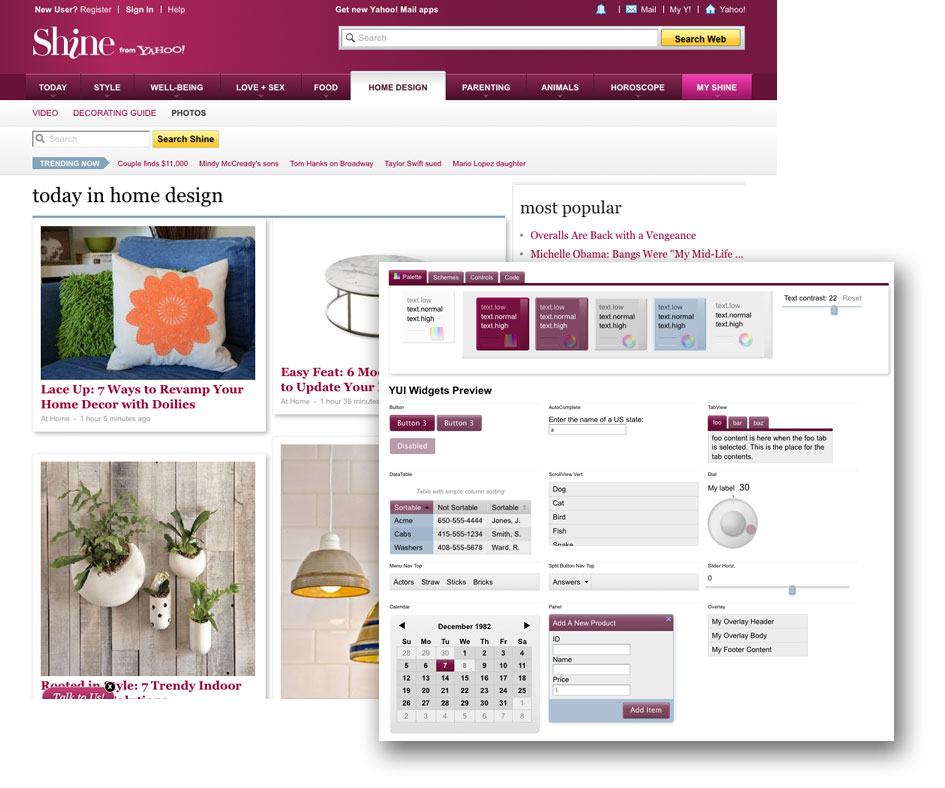 New User? Register | Sign In | Help
Get new Yahoo! Mail apps
Mail | My Y! | Yahoo!
Shine from YAHOO!
Search
Search Web
TODAY STYLE WELL-BEING LOVE + SEX FOOD HOME DESIGN PARENTING ANIMALS HOROSCOPE MY SHINE
VIDEO DECORATING GUIDE PHOTOS
Search
Search Shine
TRENDING NOW Couple finds $11,000 Mindy McCready's sons Tom Hanks on Broadway Taylor Swift sued Mario Lopez daughter
today in home design
most popular
• Overalls Are Back with a Vengeance
• Michelle Obama: Bangs Were "My Mid-Life ...
Lace Up: 7 Ways to Revamp Your
Home Decor with Doilies
At Home - 1 hour 5 minutes ago
Easy Feat: 6 Mo
to Update Your
At Home - 1 hour 36 minutes
Rooted in Style: 7 Trendy Indoor
Talk to Us!
x
Palette Schemes Controls Code
text.low
text.normal
text.high
text.low
text.normal
text.high
text.low
text.normal
text.high
text.low
text.normal
text.high
text.low
text.normal
text.high
text.low
text.normal
text.high
Text contrast: 22 Reset
YUI Widgets Preview
Button
Button 3 Button 3
Disabled
AutoComplete
Enter the name of a US state:
a
TabView
foo bar baz
foo content is here when the foo tab
is selected. This is the place for the
tab contents.
DataTable
Table with simple column sorting
Sortable Not Sortable Sortable
Acme 650-555-4444 Jones, J.
Cabs 415-555-1234 Smith, S.
Washers 408-555-5678 Ward, R.
ScrollView Vert.
Dog
Cat
Bird
Fish
Snake
Dial
My label 30
Menu Nav Top
Actors Straw Sticks Bricks
Split Button Nav Top
Answers
Slider Horiz.
0
Calendar
December 1982
Su Mo Tu We Th Fr Sa
28 29 30 1 2 3 4
5 6 7 8 9 10 11
12 13 14 15 16 17 18
19 20 21 22 23 24 25
26 27 28 29 30 31 1
2 3 4 5 6 7 8
Panel
Add A New Product
ID
Name
Price
Add Item
Overlay
My Overlay Header
My Overlay Body
My Footer Content